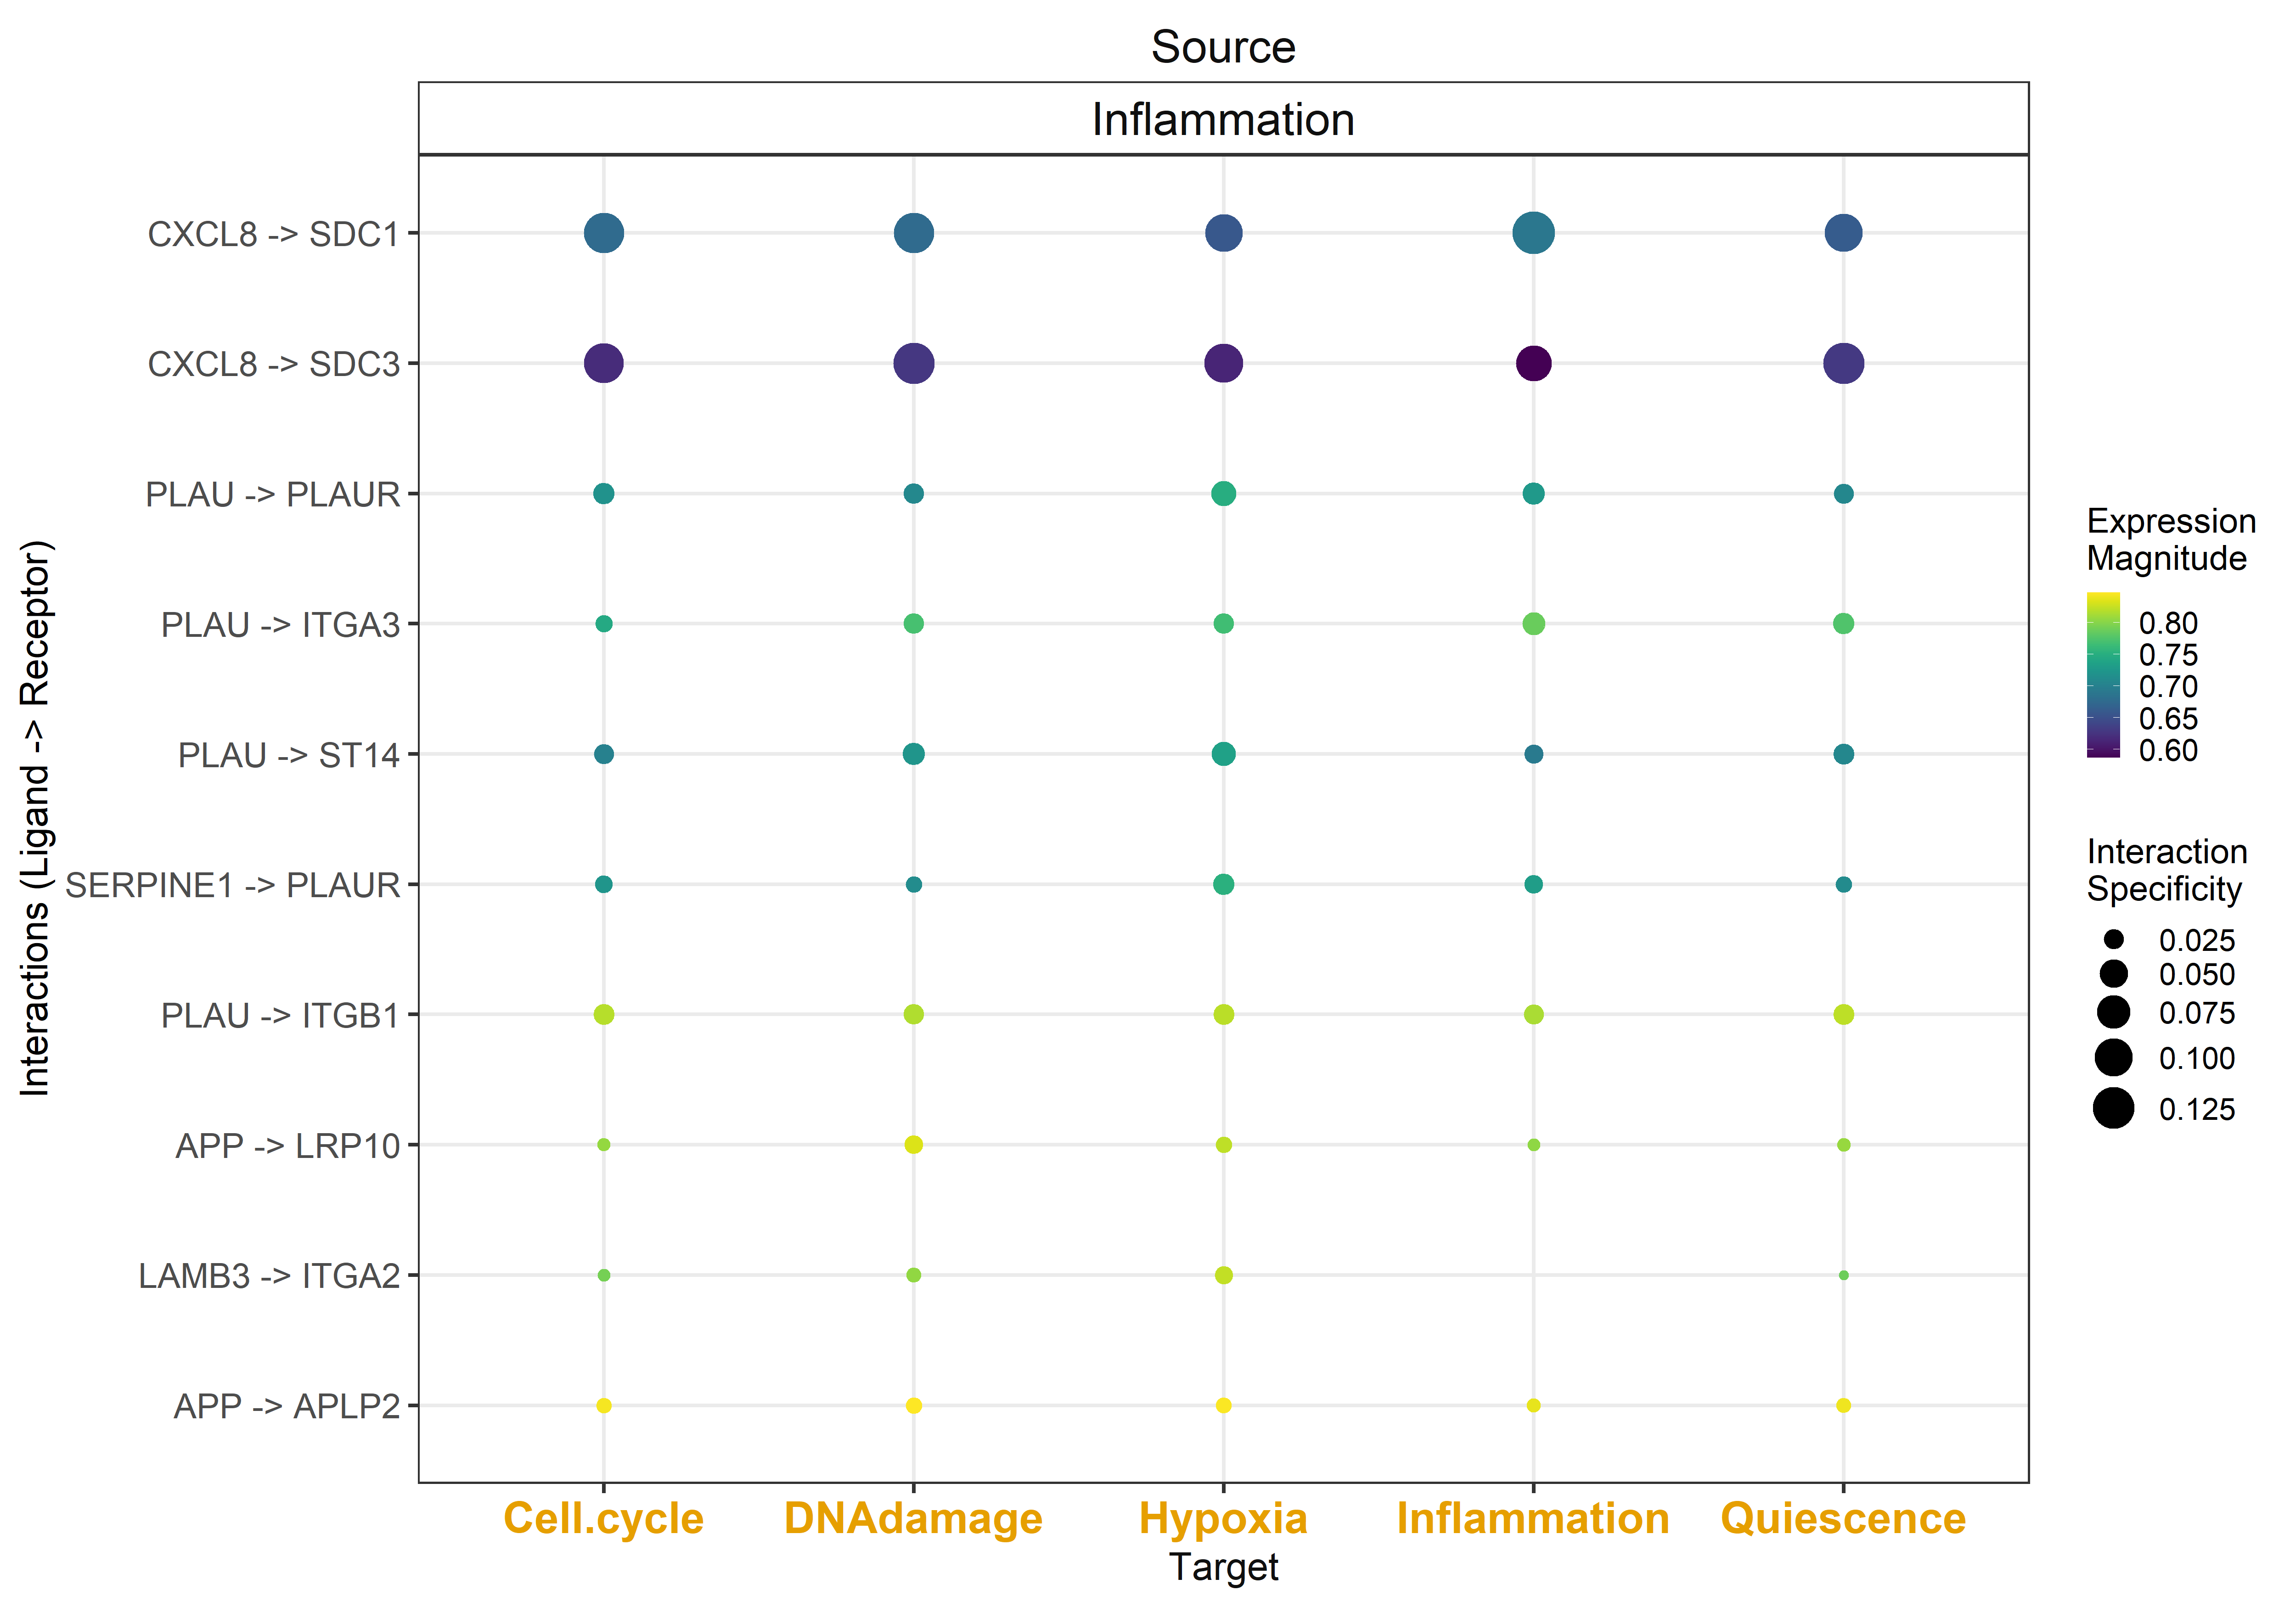 Source
Inflammation
Interactions (Ligand -> Receptor)
CXCL8 -> SDC1
CXCL8 -> SDC3
PLAU -> PLAUR
PLAU -> ITGA3
PLAU -> ST14
SERPINE1 -> PLAUR
PLAU -> ITGB1
APP -> LRP10
LAMB3 -> ITGA2
APP -> APLP2
Cell.cycle
DNAdamage
Hypoxia
Inflammation
Quiescence
Target
Expression
Magnitude
0.80
0.75
0.70
0.65
0.60
Interaction
Specificity
0.025
0.050
0.075
0.100
0.125